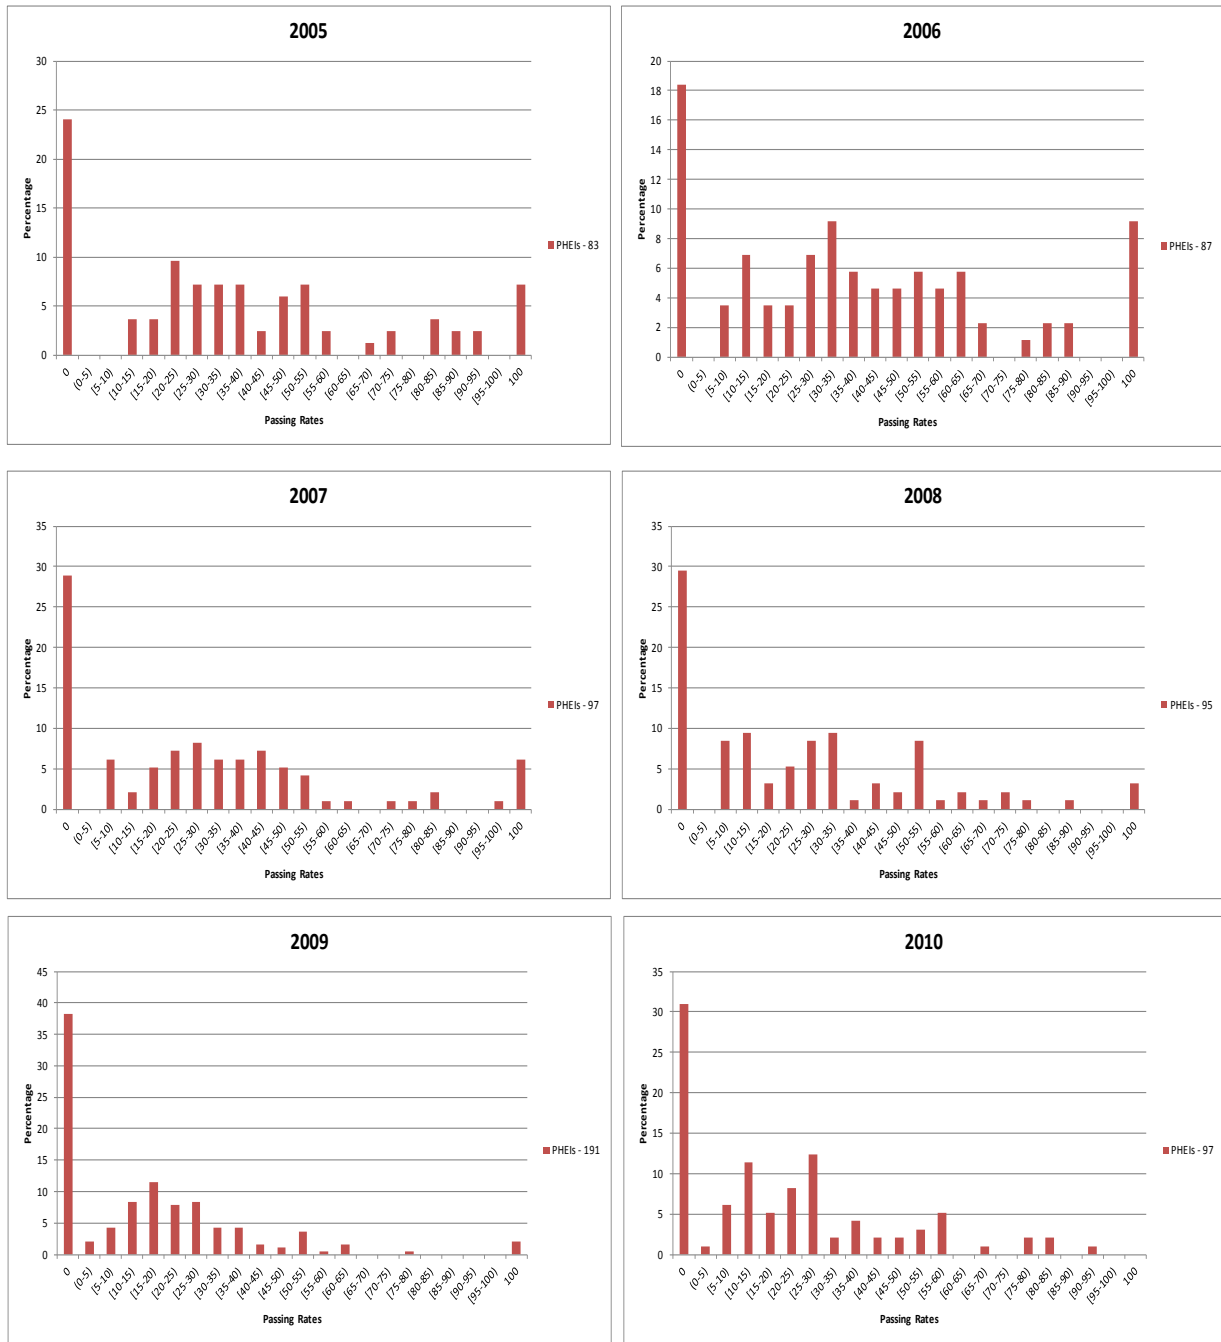 2005
30
25
20
15
10
5
0
Percentage
0 (0-5) [5-10) [10-15) [15-20) [20-25) [25-30) [30-35) [35-40) [40-45) [45-50) [50-55) [55-60) [60-65) [65-70) [70-75) [75-80) [80-85) [85-90) [90-95) [95-100) 100
Passing Rates
PHEIs - 83
2006
20
18
16
14
12
10
8
6
4
2
0
Percentage
0 (0-5) [5-10) [10-15) [15-20) [20-25) [25-30) [30-35) [35-40) [40-45) [45-50) [50-55) [55-60) [60-65) [65-70) [70-75) [75-80) [80-85) [85-90) [90-95) [95-100) 100
Passing Rates
PHEIs - 87
2007
35
30
25
20
15
10
5
0
Percentage
0 (0-5) [5-10) [10-15) [15-20) [20-25) [25-30) [30-35) [35-40) [40-45) [45-50) [50-55) [55-60) [60-65) [65-70) [70-75) [75-80) [80-85) [85-90) [90-95) [95-100) 100
Passing Rates
PHEIs - 97
2008
35
30
25
20
15
10
5
0
Percentage
0 (0-5) [5-10) [10-15) [15-20) [20-25) [25-30) [30-35) [35-40) [40-45) [45-50) [50-55) [55-60) [60-65) [65-70) [70-75) [75-80) [80-85) [85-90) [90-95) [95-100) 100
Passing Rates
PHEIs - 95
2009
45
40
35
30
25
20
15
10
5
0
Percentage
0 (0-5) [5-10) [10-15) [15-20) [20-25) [25-30) [30-35) [35-40) [40-45) [45-50) [50-55) [55-60) [60-65) [65-70) [70-75) [75-80) [80-85) [85-90) [90-95) [95-100) 100
Passing Rates
PHEIs - 191
2010
35
30
25
20
15
10
5
0
Percentage
0 (0-5) [5-10) [10-15) [15-20) [20-25) [25-30) [30-35) [35-40) [40-45) [45-50) [50-55) [55-60) [60-65) [65-70) [70-75) [75-80) [80-85) [85-90) [90-95) [95-100) 100
Passing Rates
PHEIs - 97